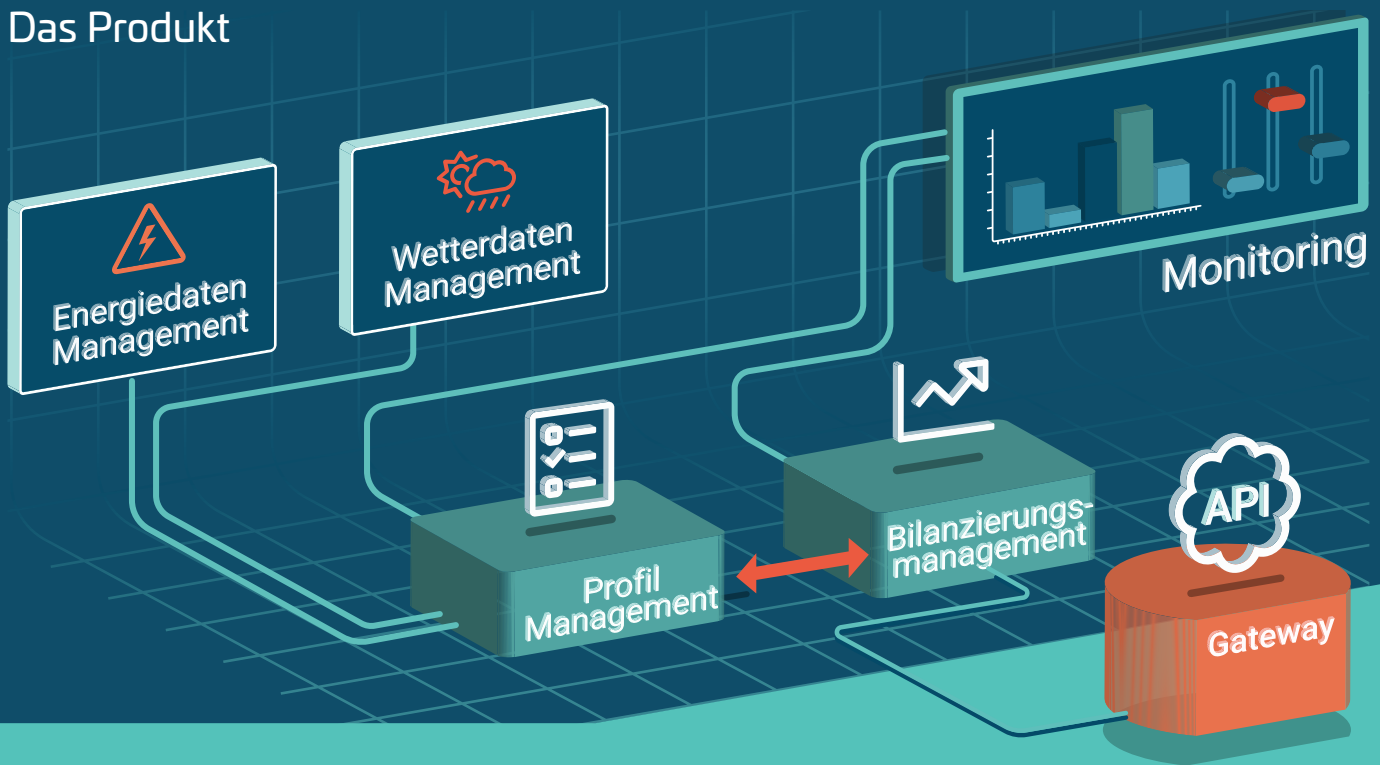 Das Produkt
Energiedaten
Management
Wetterdaten
Management
Monitoring
Profil
Management
Bilanzierungs-
management
API
Gateway